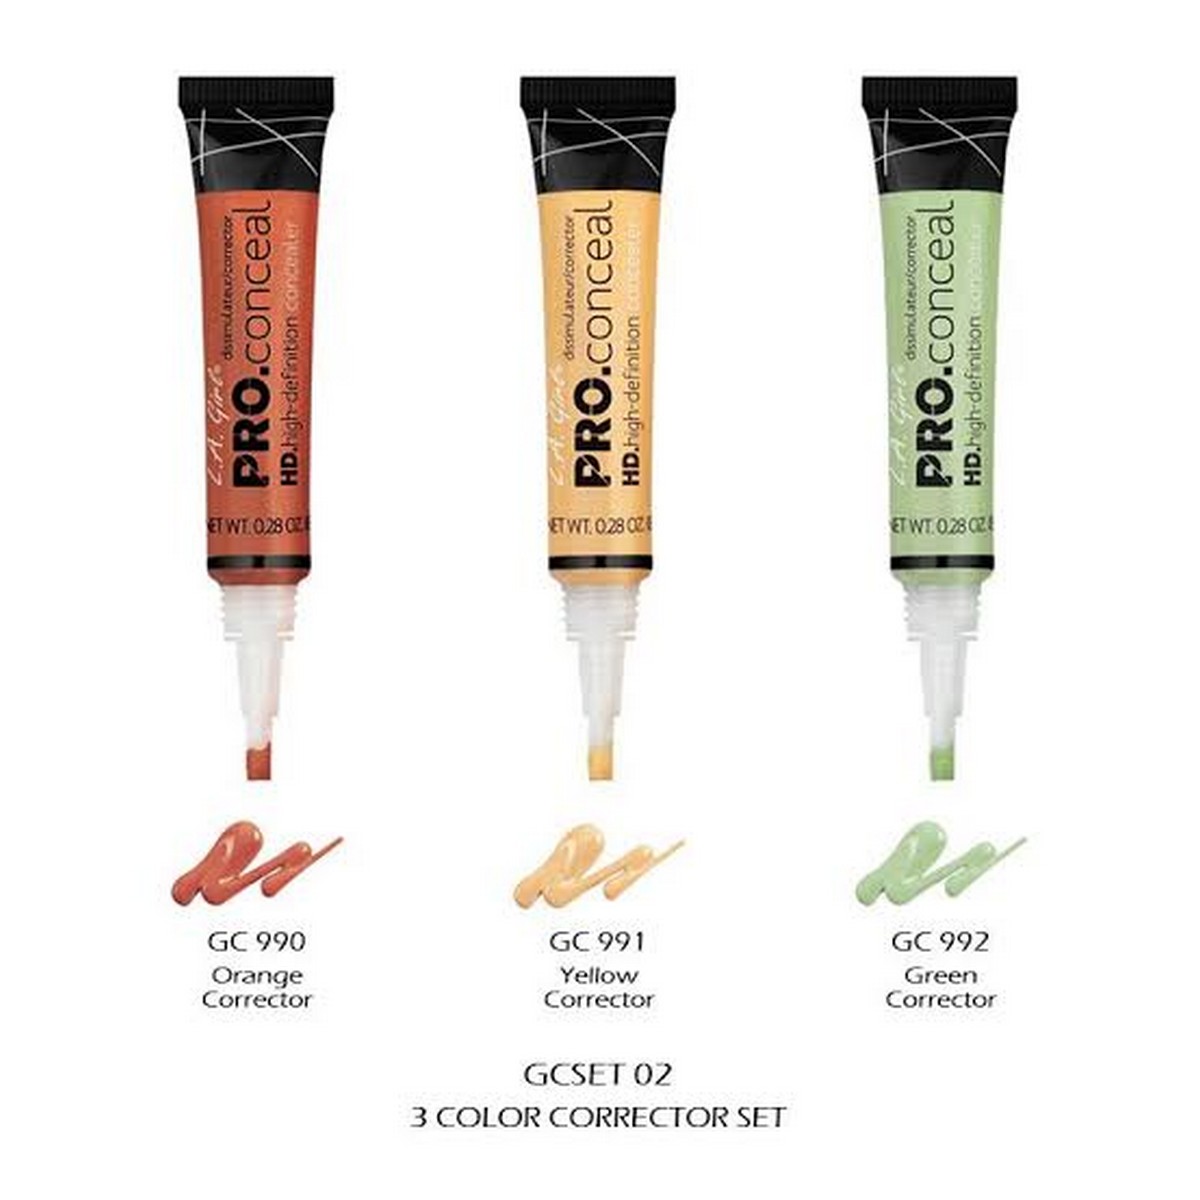 L.A. Girl
dissimulateur/corrector
PRO.conceal
HD.high-definition concealer
NET WT. 0.28 OZ.
L.A. Girl
dissimulateur/corrector
PRO.conceal
HD.high-definition concealer
NET WT. 0.28 OZ.
L.A. Girl
dissimulateur/corrector
PRO.conceal
HD.high-definition concealer
NET WT. 0.28 OZ.
GC 990
Orange
Corrector
GC 991
Yellow
Corrector
GC 992
Green
Corrector
GCSET 02
3 COLOR CORRECTOR SET